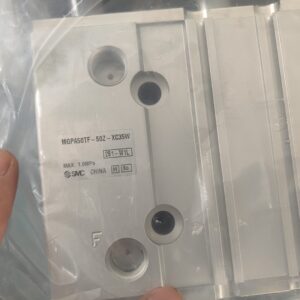 MGPA50TF-50Z-XC35W
MAX 1.0MPa
SMC CHINA
F